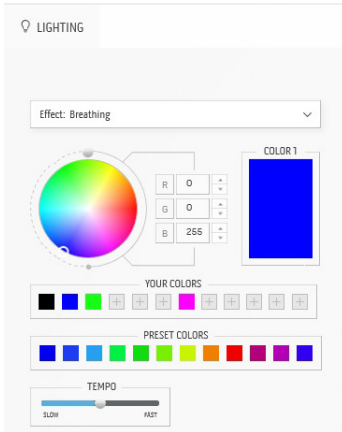 LIGHTING
Effect: Breathing
COLOR 1
R 0
G 0
B 255
YOUR COLORS
PRESET COLORS
TEMPO
SLOW FAST